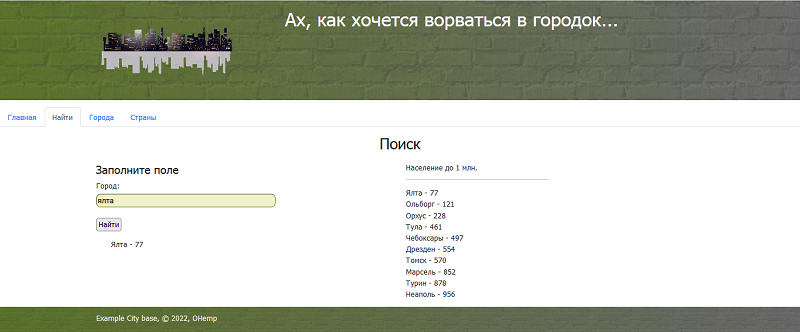 Ах, как хочется ворваться в городок...
Главная
Найти
Города
Страны
Поиск
Заполните поле
Город:
ялта
Найти
Ялта - 77
Население до 1 млн.
Ялта - 77
Ольборг - 121
Орхус - 228
Тула - 461
Чебоксары - 497
Дрезден - 554
Томск - 570
Марсель - 852
Турин - 878
Неаполь - 956
Example City base, © 2022, OHemp